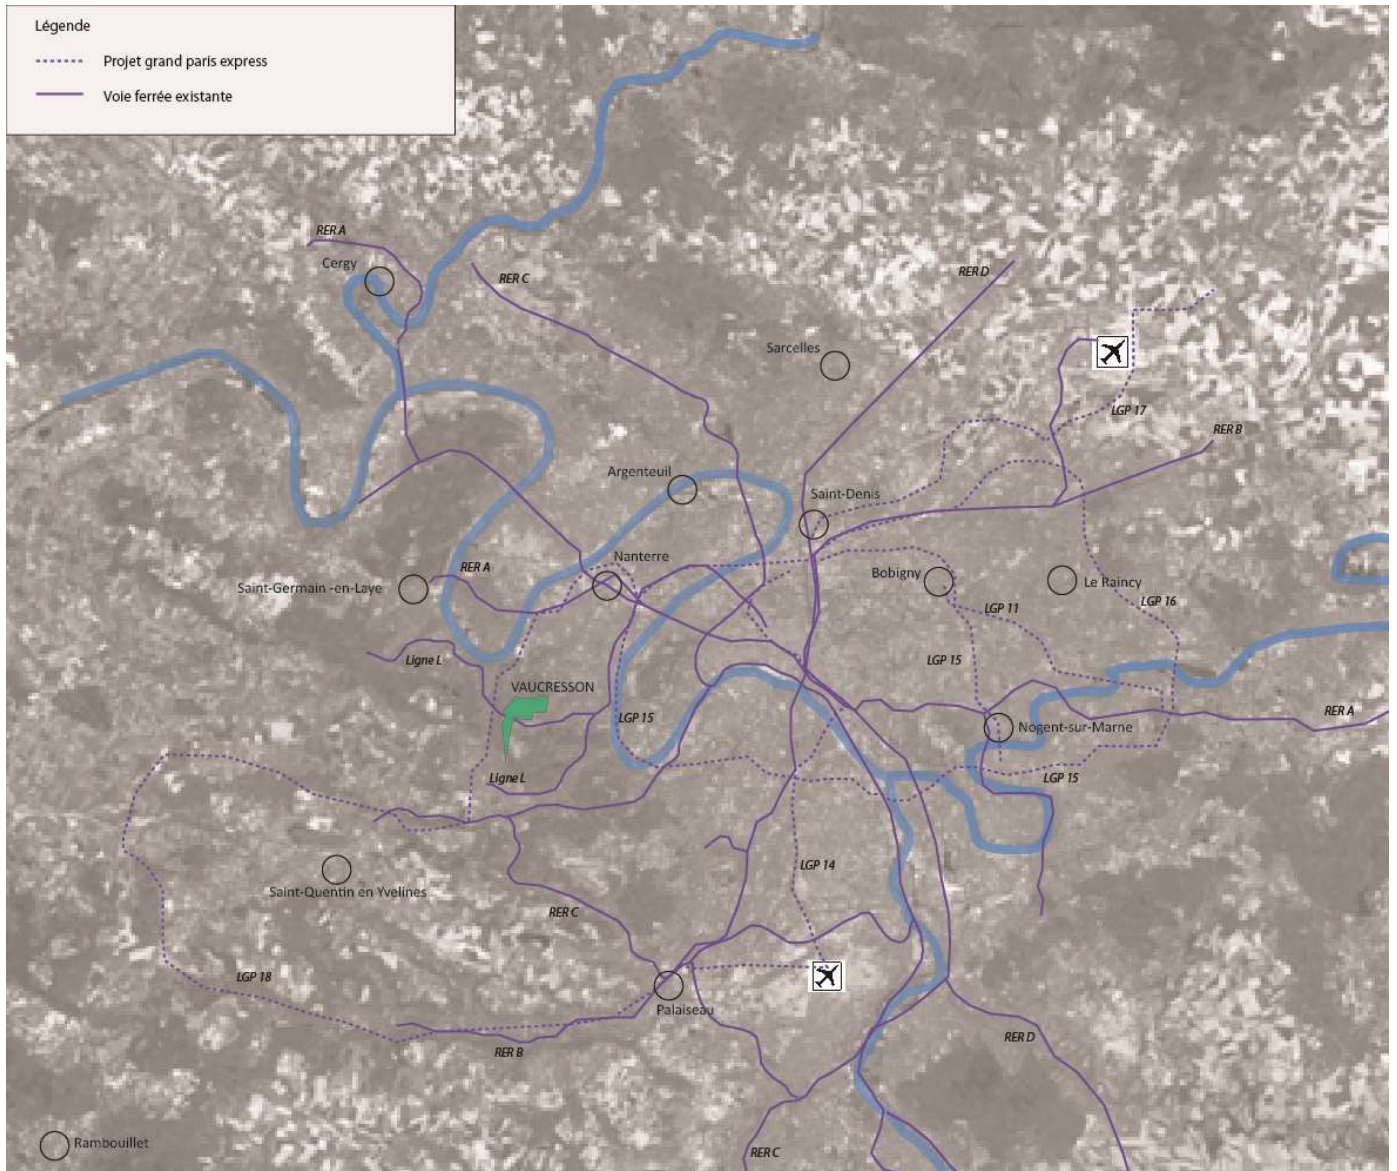 Légende
Projet grand paris express
Voie ferrée existante
RER A
Cergy
RER C
RER D
Sarcelles
LGP 17
RER B
Argenteuil
Saint-Denis
Nanterre
RER A
Saint-Germain -en-Laye
Bobigny
Le Raincy
LGP 11
LGP 16
Ligne L
LGP 15
VAUCRESSON
LGP 15
Nogent-sur-Marne
RER A
Ligne L
LGP 15
LGP 14
Saint-Quentin en Yvelines
RER C
LGP 18
Palaiseau
RER D
RER B
Rambouillet
RER C